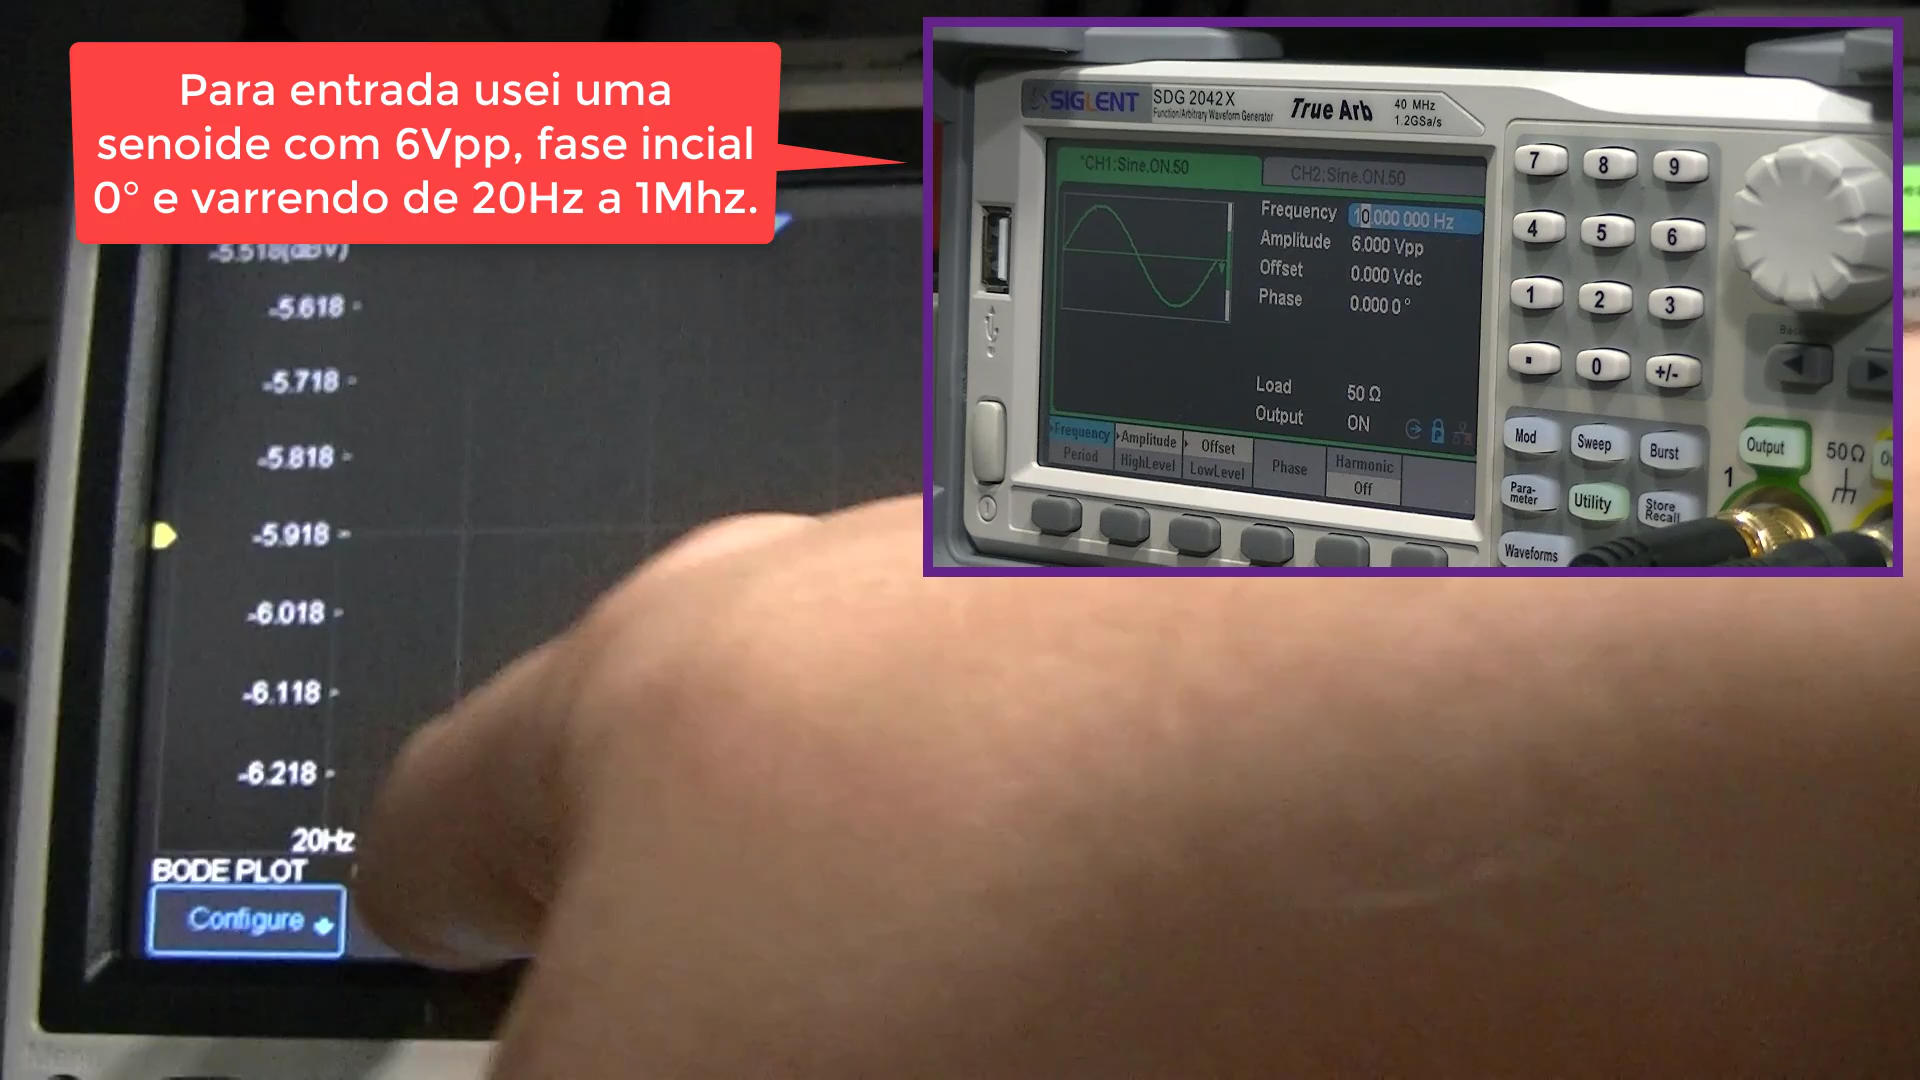 Para entrada usei uma
senoide com 6Vpp, fase incial
0° e varrendo de 20Hz a 1Mhz.
-5.518(dBV)
-5.618
-5.718
-5.818
-5.918
-6.018
-6.118
-6.218
20Hz
BODE PLOT
Configure
SIGLENT
SDG 2042X
Function/Arbitrary Waveform Generator
True Arb
40 MHz
1.2GSa/s
*CH1:Sine.ON.50
CH2:Sine.ON.50
Frequency 10.000 000 Hz
Amplitude 6.000 Vpp
Offset 0.000 Vdc
Phase 0.000 0 °
Load 50 Ω
Output ON
Frequency
Period
Amplitude
HighLevel
Offset
LowLevel
Phase
Harmonic
Off
7 8 9
4 5 6
1 2 3
. 0 +/-
Mod Sweep Burst
Para-
meter
Utility
Store
Recall
Waveforms
Output
50Ω
1